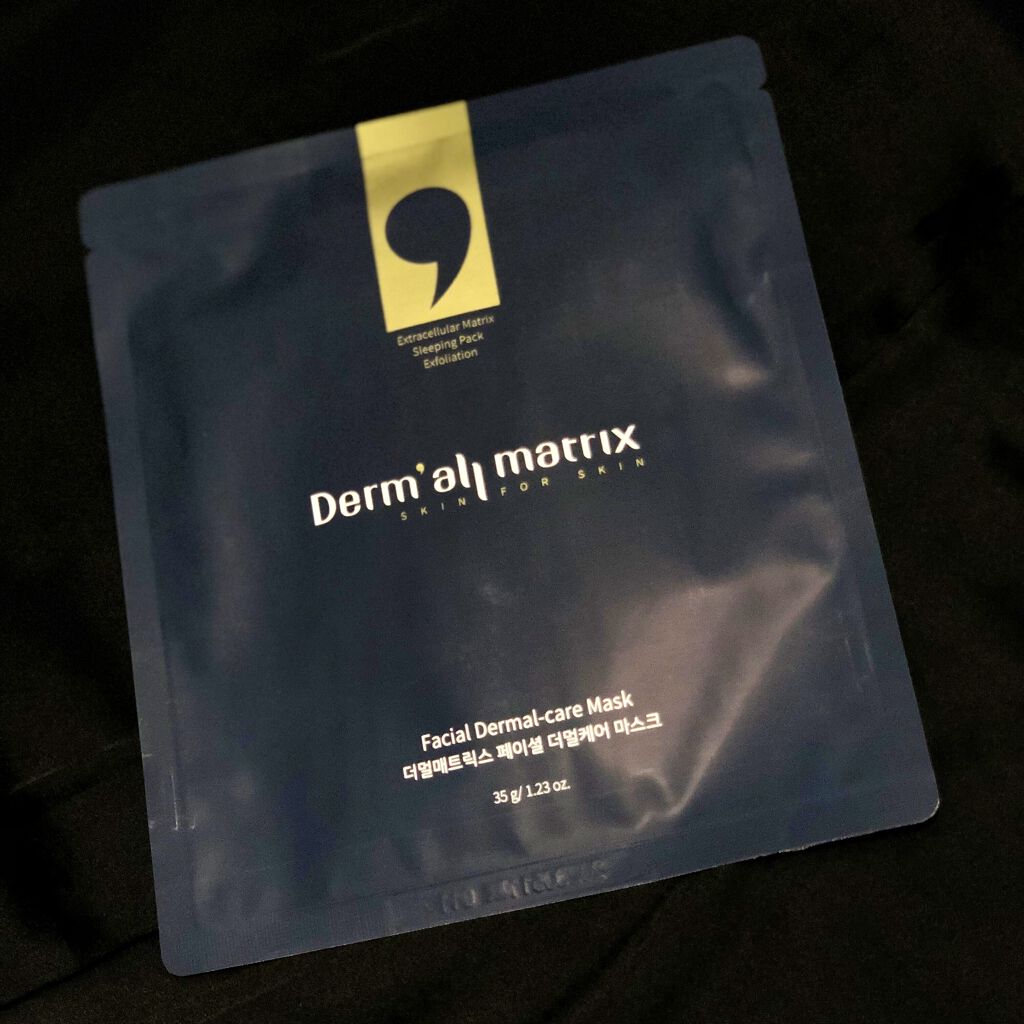 Extracellular Matrix
Sleeping Pack
Exfoliation
Derm'all matrix
SKIN FOR SKIN
Facial Dermal-care Mask
더멀매트릭스 페이셜 더멀케어 마스크
35 g/ 1.23 oz.